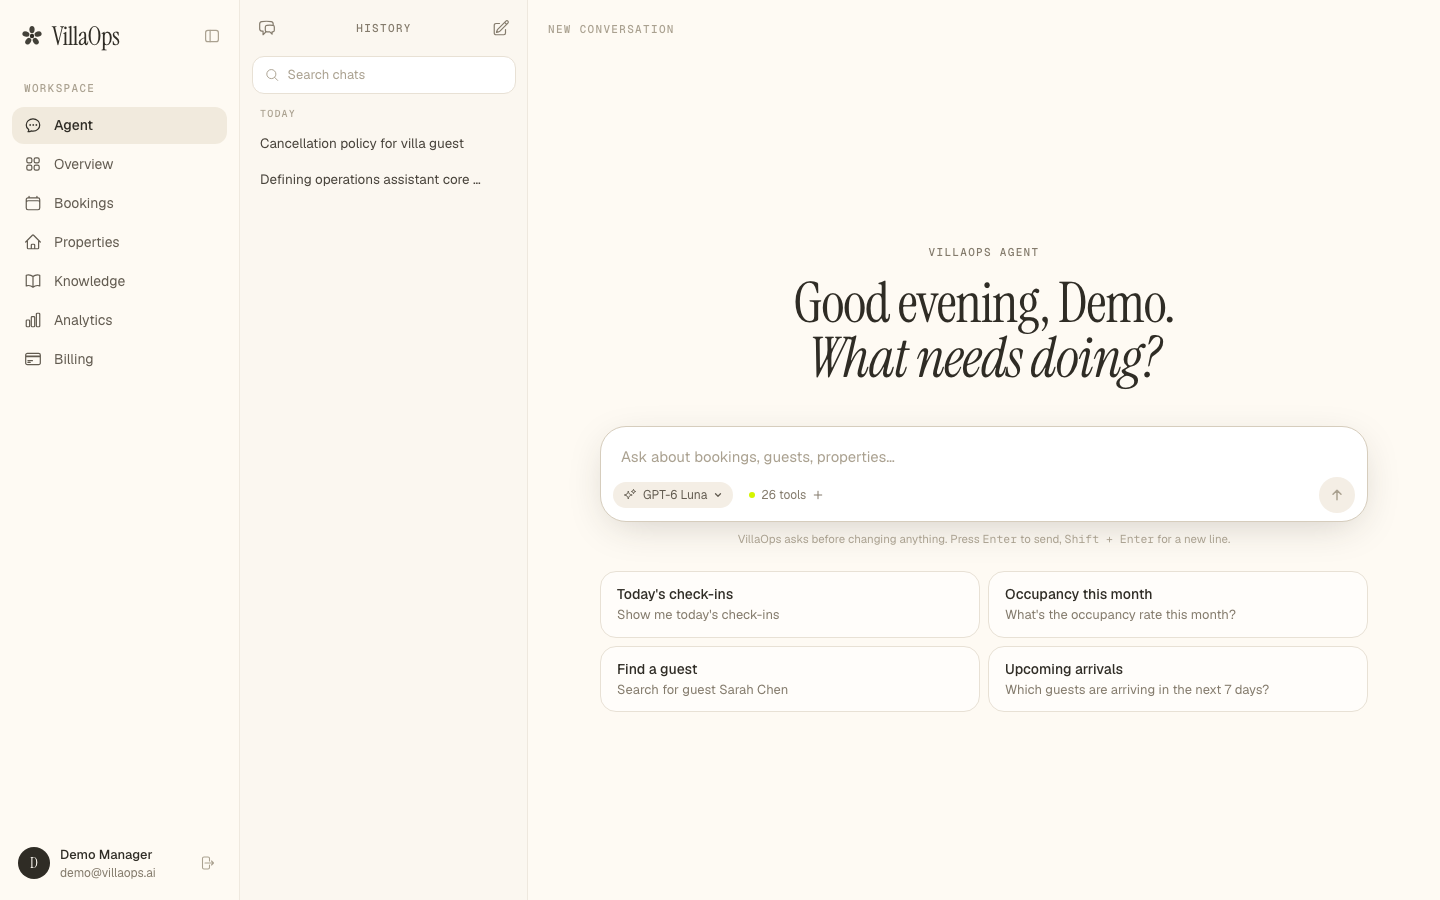 VillaOps
WORKSPACE
Agent
Overview
Bookings
Properties
Knowledge
Analytics
Billing
D
Demo Manager
demo@villaops.ai
HISTORY
Search chats
TODAY
Cancellation policy for villa guest
Defining operations assistant core …
NEW CONVERSATION
VILLAOPS AGENT
Good evening, Demo.
What needs doing?
Ask about bookings, guests, properties…
GPT-6 Luna
26 tools
VillaOps asks before changing anything. Press Enter to send, Shift + Enter for a new line.
Today's check-ins
Show me today's check-ins
Occupancy this month
What's the occupancy rate this month?
Find a guest
Search for guest Sarah Chen
Upcoming arrivals
Which guests are arriving in the next 7 days?